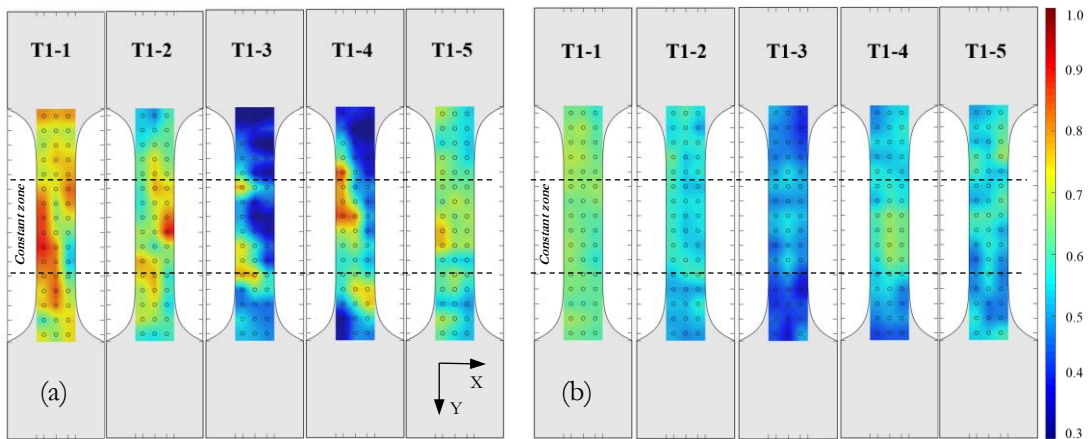 T1-1 T1-2 T1-3 T1-4 T1-5
Constant zone
(a)
X
Y
T1-1 T1-2 T1-3 T1-4 T1-5
Constant zone
(b)
1.0
0.9
0.8
0.7
0.6
0.5
0.4
0.3